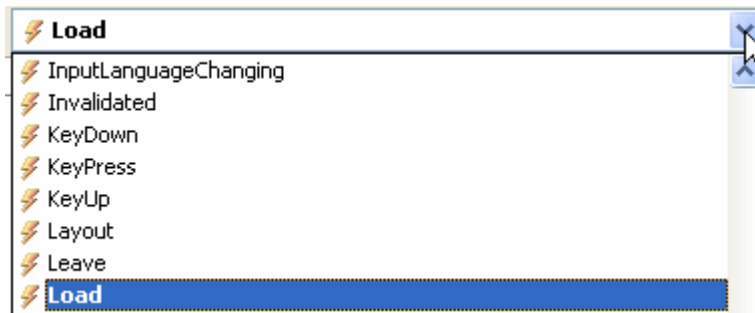 Load
InputLanguageChanging
Invalidated
KeyDown
KeyPress
KeyUp
Layout
Leave
Load